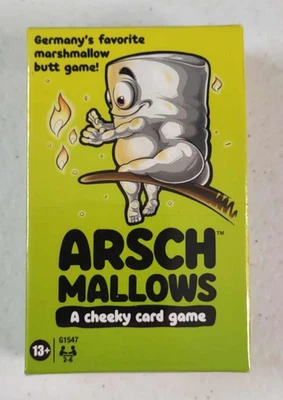 Germany's favorite
marshmallow
butt game!
ARSCH™
MALLOWS
A cheeky card game
13+
G1547
2-6